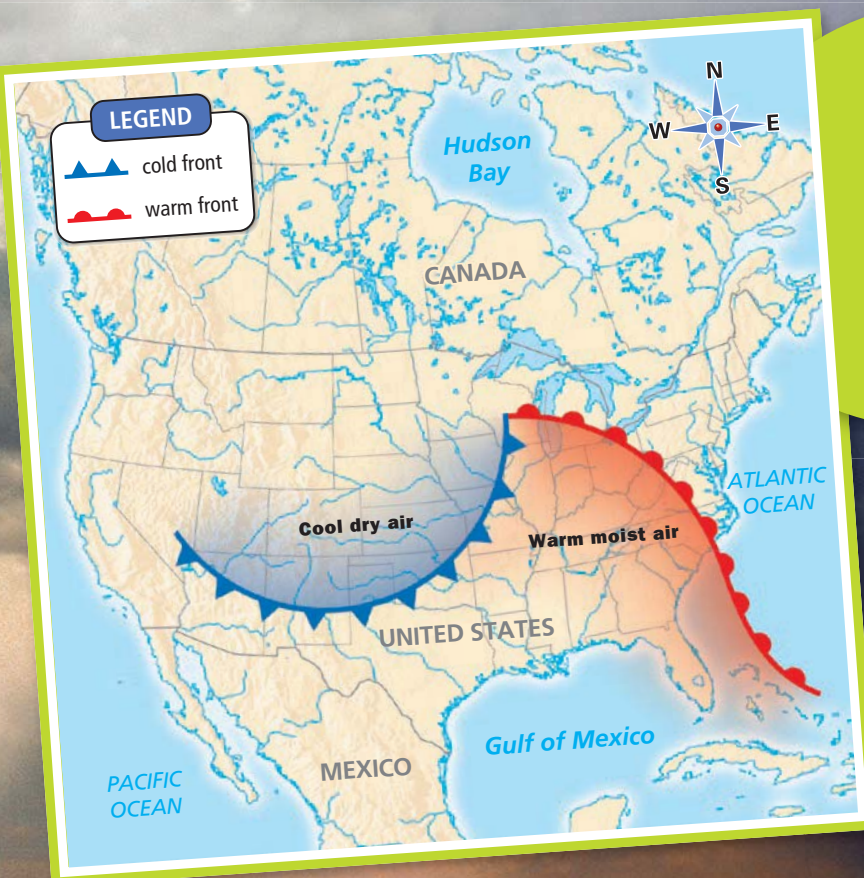 LEGEND
cold front
warm front
N
W
E
S
Hudson
Bay
CANADA
ATLANTIC
OCEAN
Cool dry air
Warm moist air
UNITED STATES
Gulf of Mexico
MEXICO
PACIFIC
OCEAN